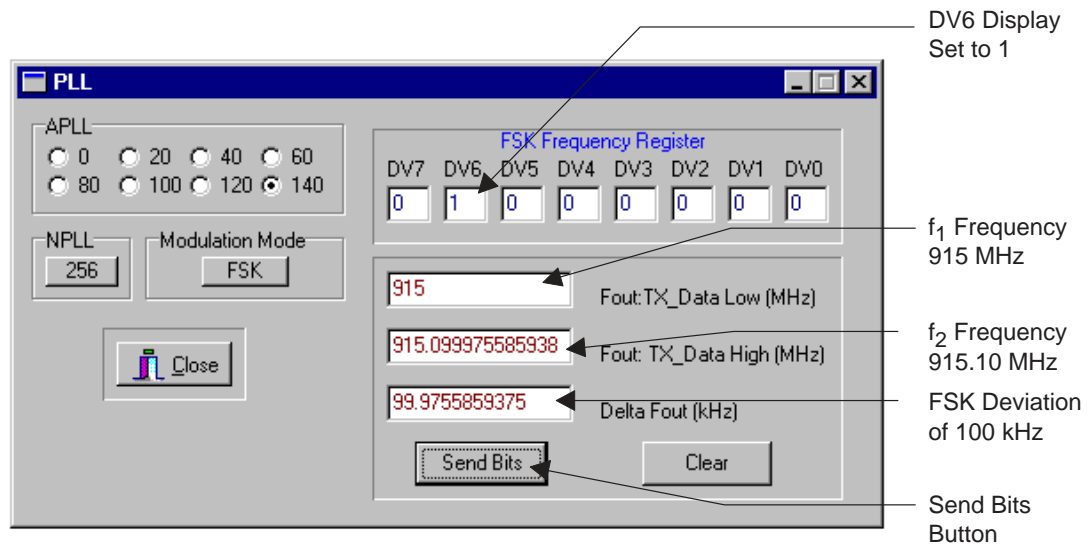 DV6 Display
Set to 1
PLL
APLL
0 20 40 60
80 100 120 140
NPLL
256
Modulation Mode
FSK
Close
FSK Frequency Register
DV7 DV6 DV5 DV4 DV3 DV2 DV1 DV0
0 1 0 0 0 0 0 0
915
Fout:TX_Data Low (MHz)
915.099975585938
Fout: TX_Data High (MHz)
99.9755859375
Delta Fout (kHz)
Send Bits
Clear
f1 Frequency
915 MHz
f2 Frequency
915.10 MHz
FSK Deviation
of 100 kHz
Send Bits
Button